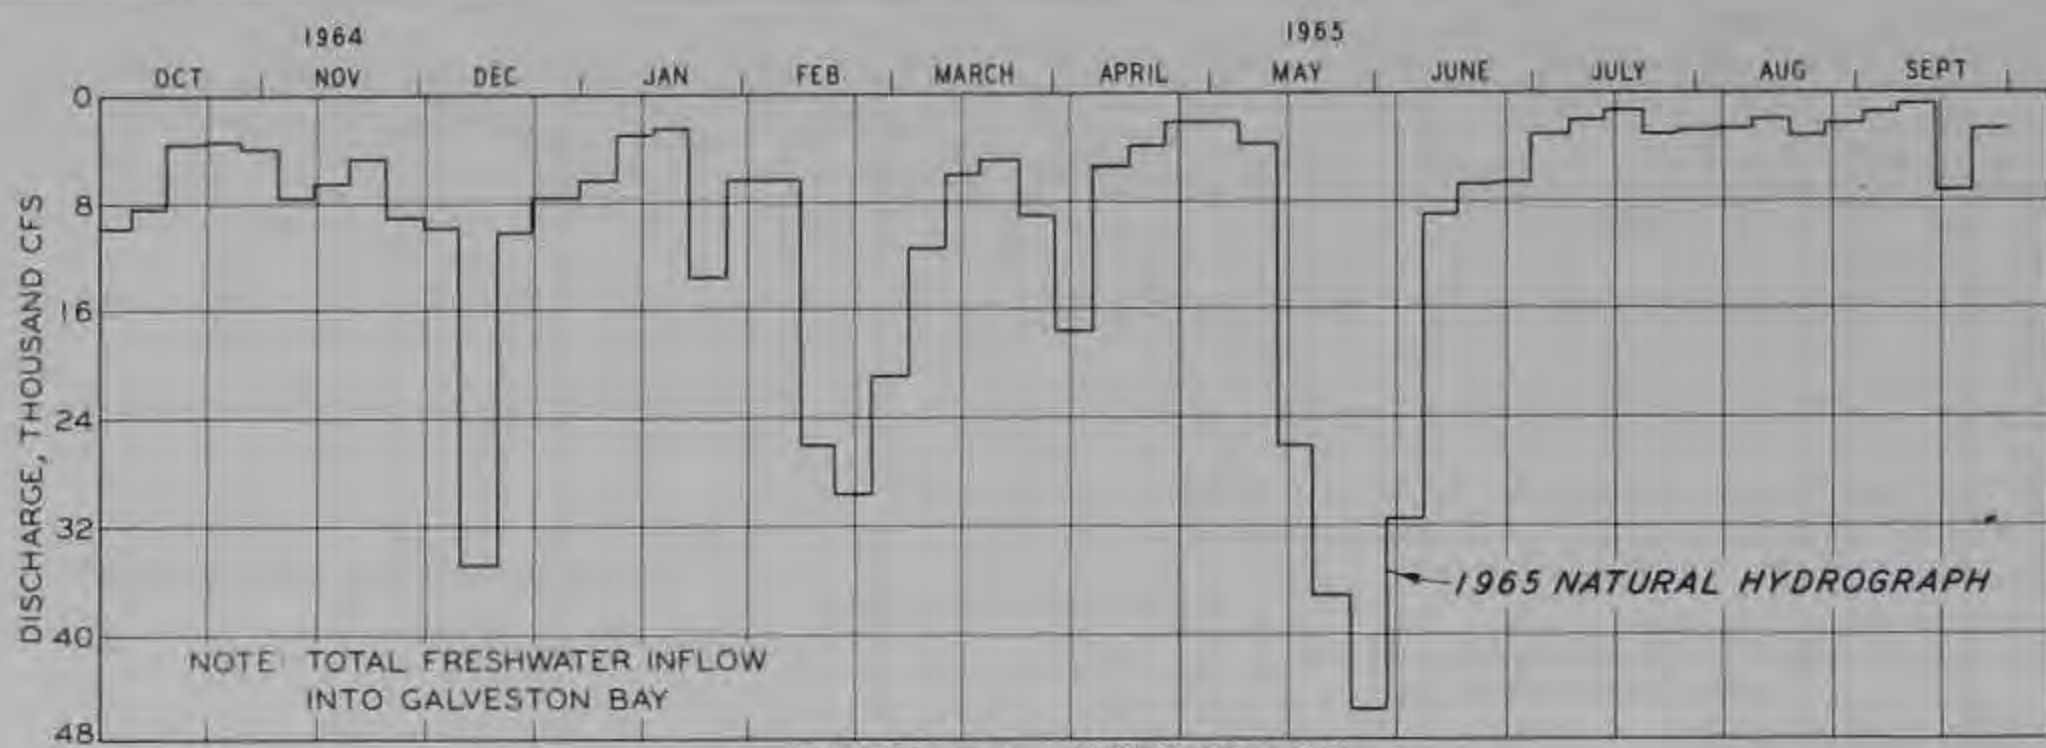 1964
1965
OCT NOV DEC JAN FEB MARCH APRIL MAY JUNE JULY AUG SEPT
0
8
16
24
32
40
48
DISCHARGE, THOUSAND CFS
1965 NATURAL HYDROGRAPH
NOTE: TOTAL FRESHWATER INFLOW
INTO GALVESTON BAY